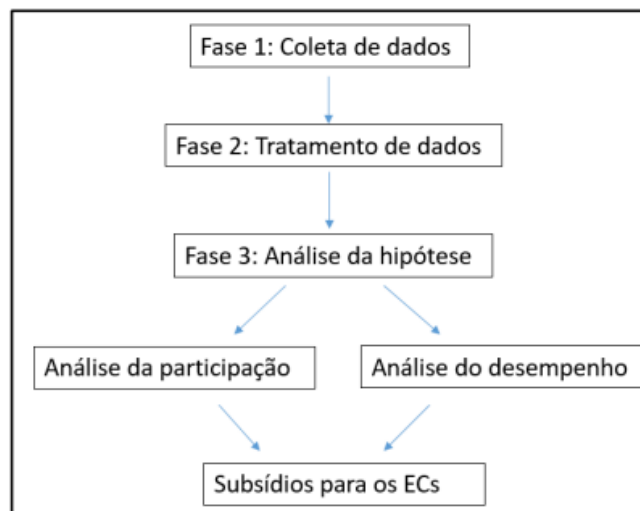 Fase 1: Coleta de dados
Fase 2: Tratamento de dados
Fase 3: Análise da hipótese
Análise da participação
Análise do desempenho
Subsídios para os ECs